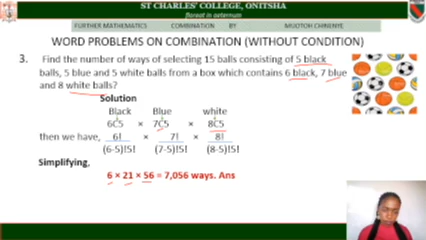 ST CHARLES' COLLEGE, ONITSHA
floreat in aeternum
FURTHER MATHEMATICS COMBINATION BY MUOTOH CHINENYE
WORD PROBLEMS ON COMBINATION (WITHOUT CONDITION)
3. Find the number of ways of selecting 15 balls consisting of 5 black
balls, 5 blue and 5 white balls from a box which contains 6 black, 7 blue
and 8 white balls?
Solution
Black Blue white
6C5 × 7C5 × 8C5
then we have, 6! × 7! × 8!
(6-5)!5! (7-5)!5! (8-5)!5!
Simplifying,
6 × 21 × 56 = 7,056 ways. Ans